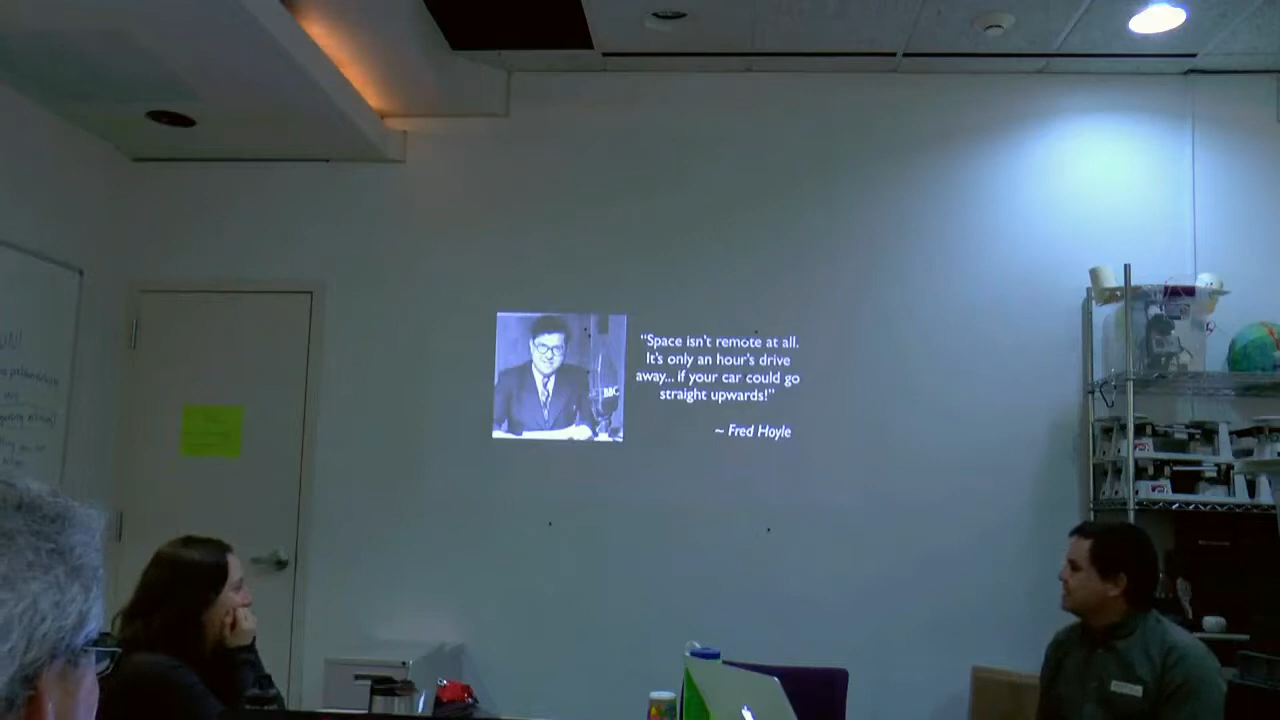 "Space isn't remote at all.
It's only an hour's drive
away... if your car could go
straight upwards!"
~ Fred Hoyle
BBC